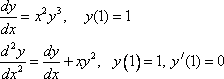 dy/dx = x²y³,  y(1) = 1
d²y/dx² = dy/dx + xy²,  y(1) = 1, y′(1) = 0